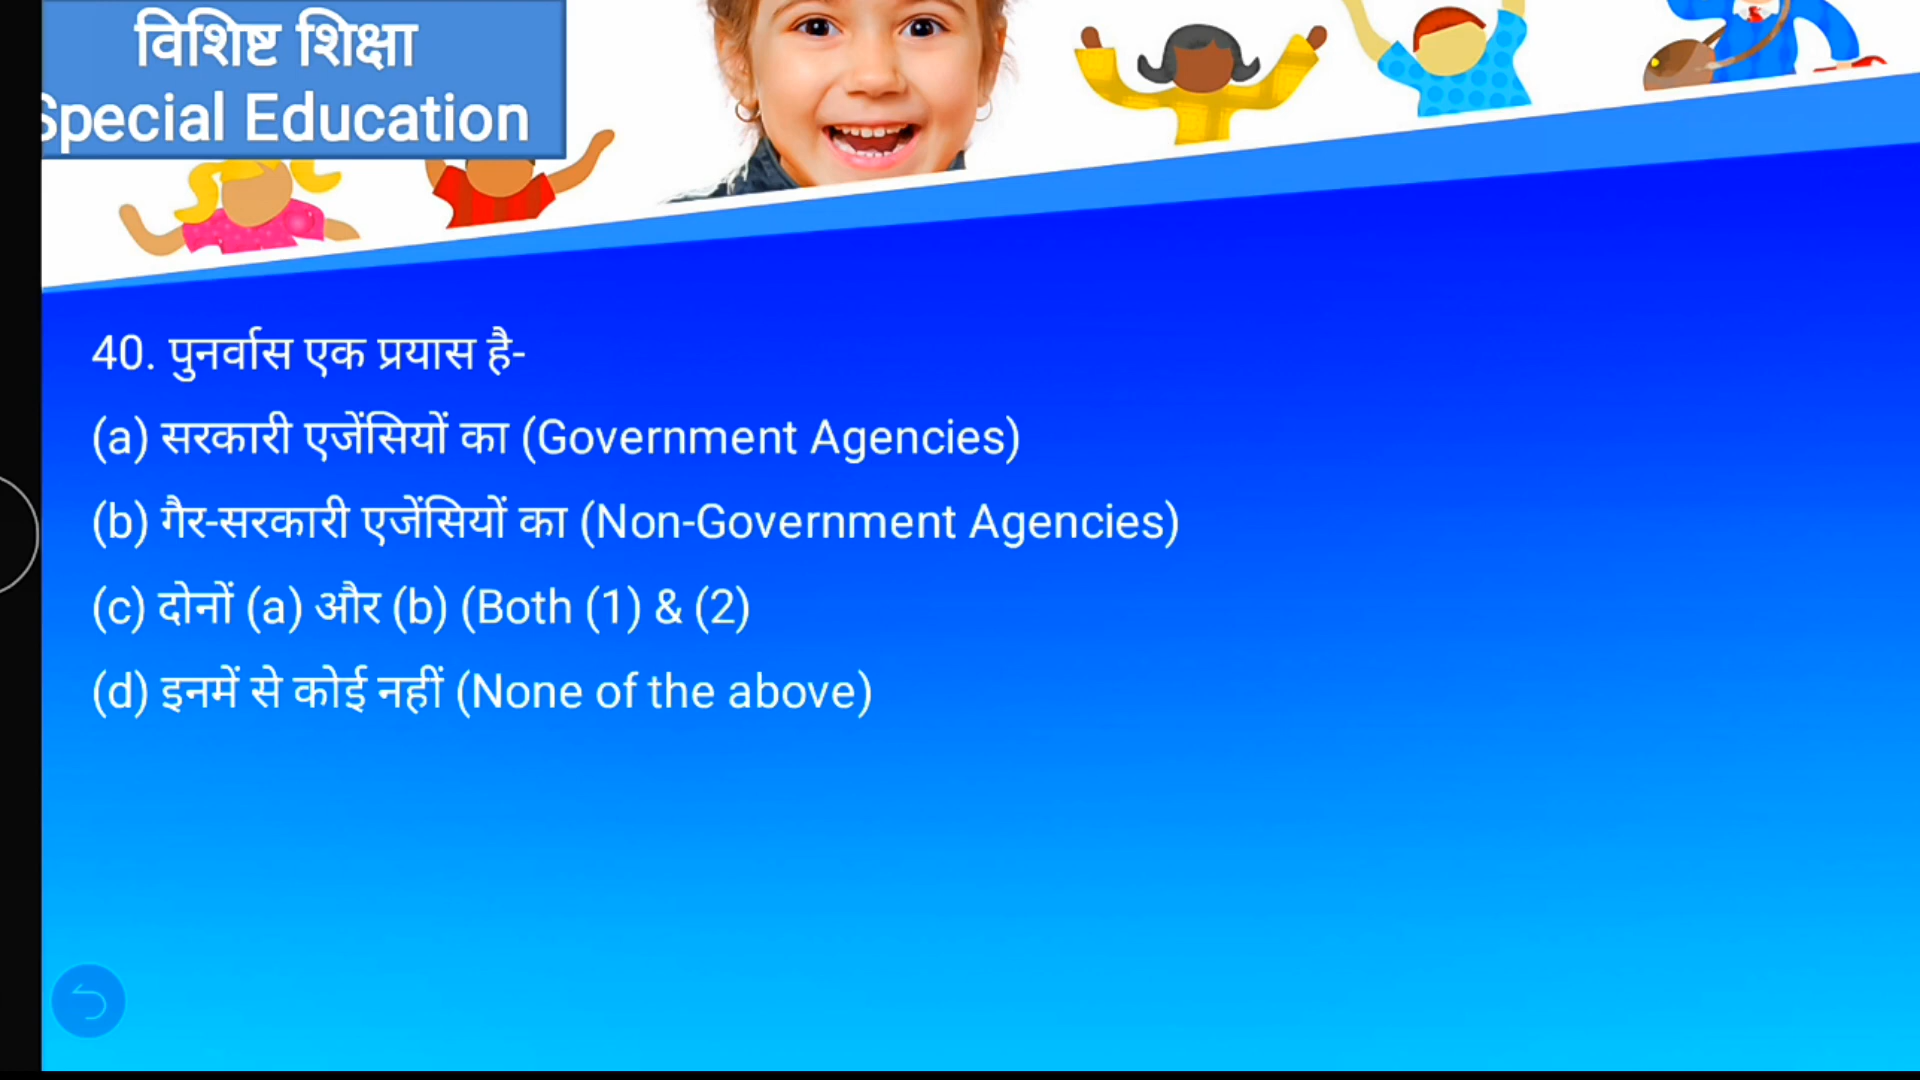 विशिष्ट शिक्षा
Special Education
40. पुनर्वास एक प्रयास है-
(a) सरकारी एजेंसियों का (Government Agencies)
(b) गैर-सरकारी एजेंसियों का (Non-Government Agencies)
(c) दोनों (a) और (b) (Both (1) & (2)
(d) इनमें से कोई नहीं (None of the above)